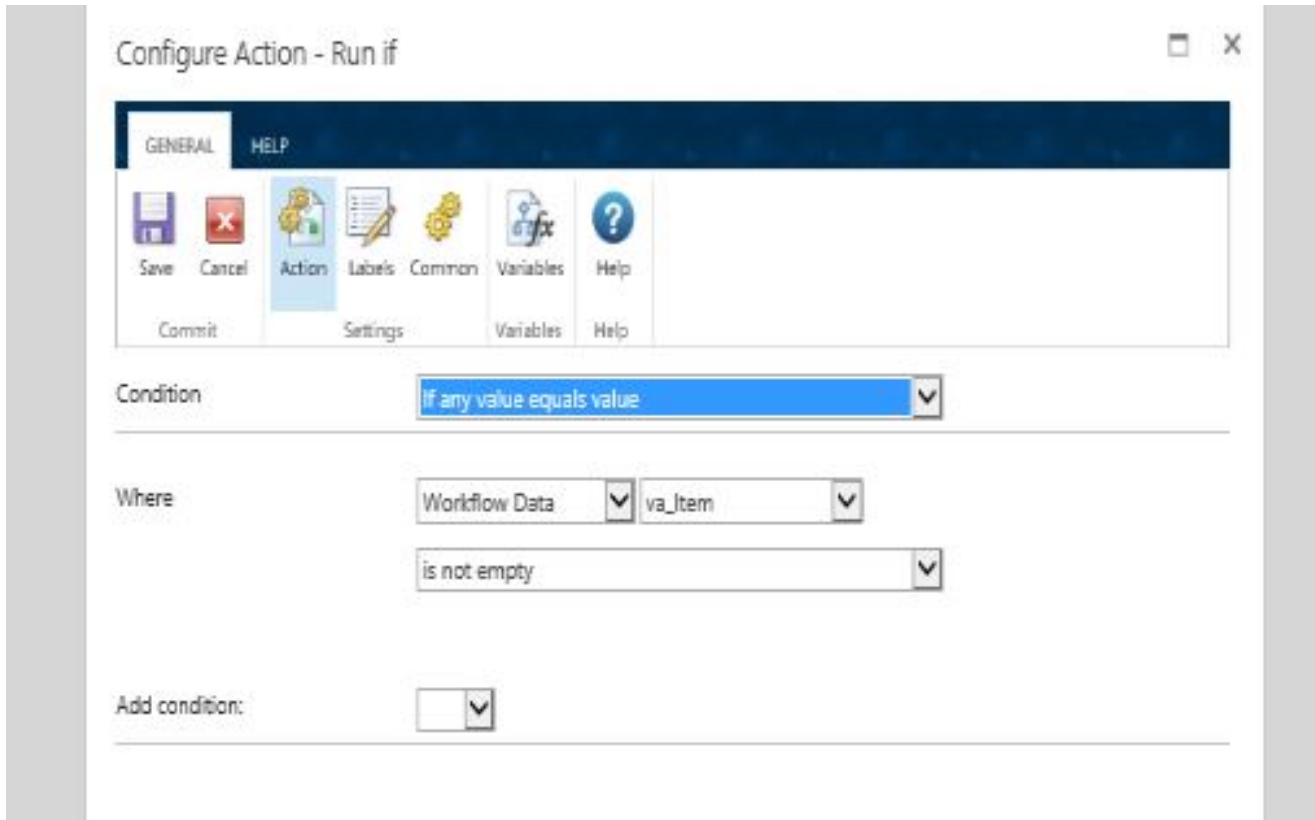 Configure Action - Run if
GENERAL HELP
Save Cancel Action Labels Common Variables Help
Commit Settings Variables Help
Condition If any value equals value
Where Workflow Data va_Item
is not empty
Add condition: